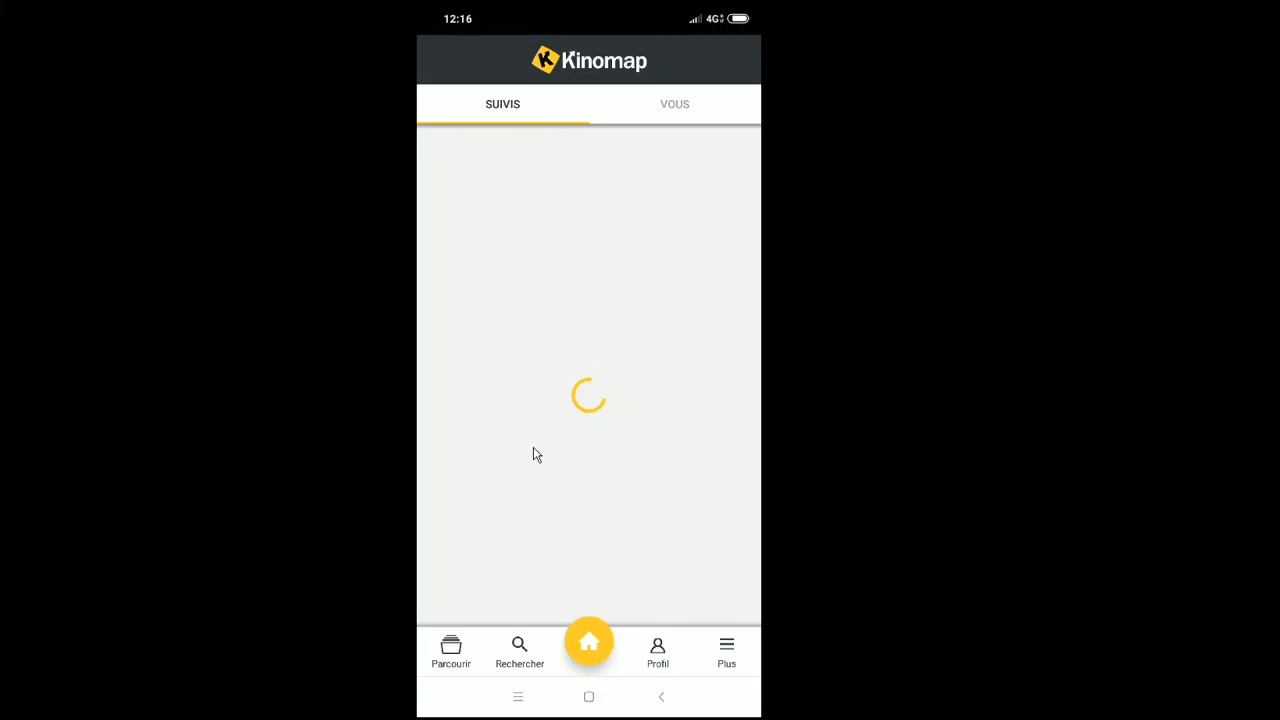 12:16
4G
Kinomap
SUIVIS
VOUS
Parcourir
Rechercher
Profil
Plus